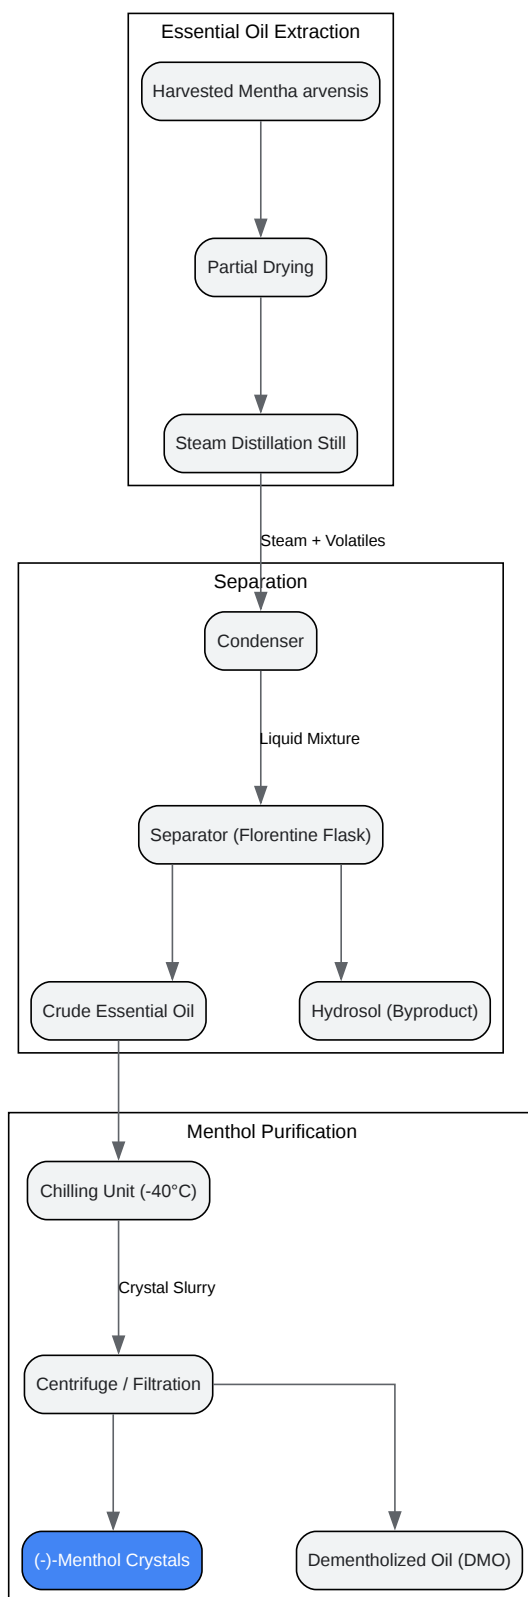 Essential Oil Extraction
Harvested Mentha arvensis
Partial Drying
Steam Distillation Still
Steam + Volatiles
Separation
Condenser
Liquid Mixture
Separator (Florentine Flask)
Crude Essential Oil
Hydrosol (Byproduct)
Menthol Purification
Chilling Unit (-40°C)
Crystal Slurry
Centrifuge / Filtration
(-)-Menthol Crystals
Dementholized Oil (DMO)